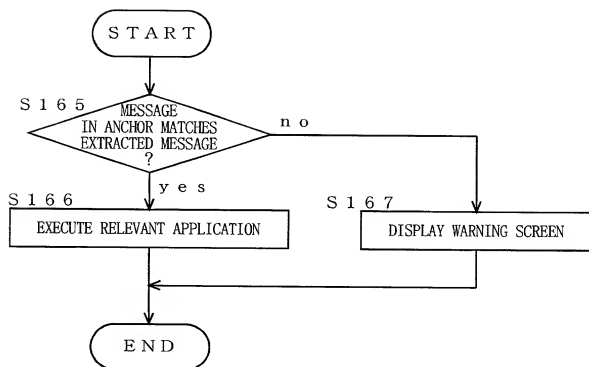 START
S165
MESSAGE
IN ANCHOR MATCHES
EXTRACTED MESSAGE
?
no
yes
S166
EXECUTE RELEVANT APPLICATION
S167
DISPLAY WARNING SCREEN
END